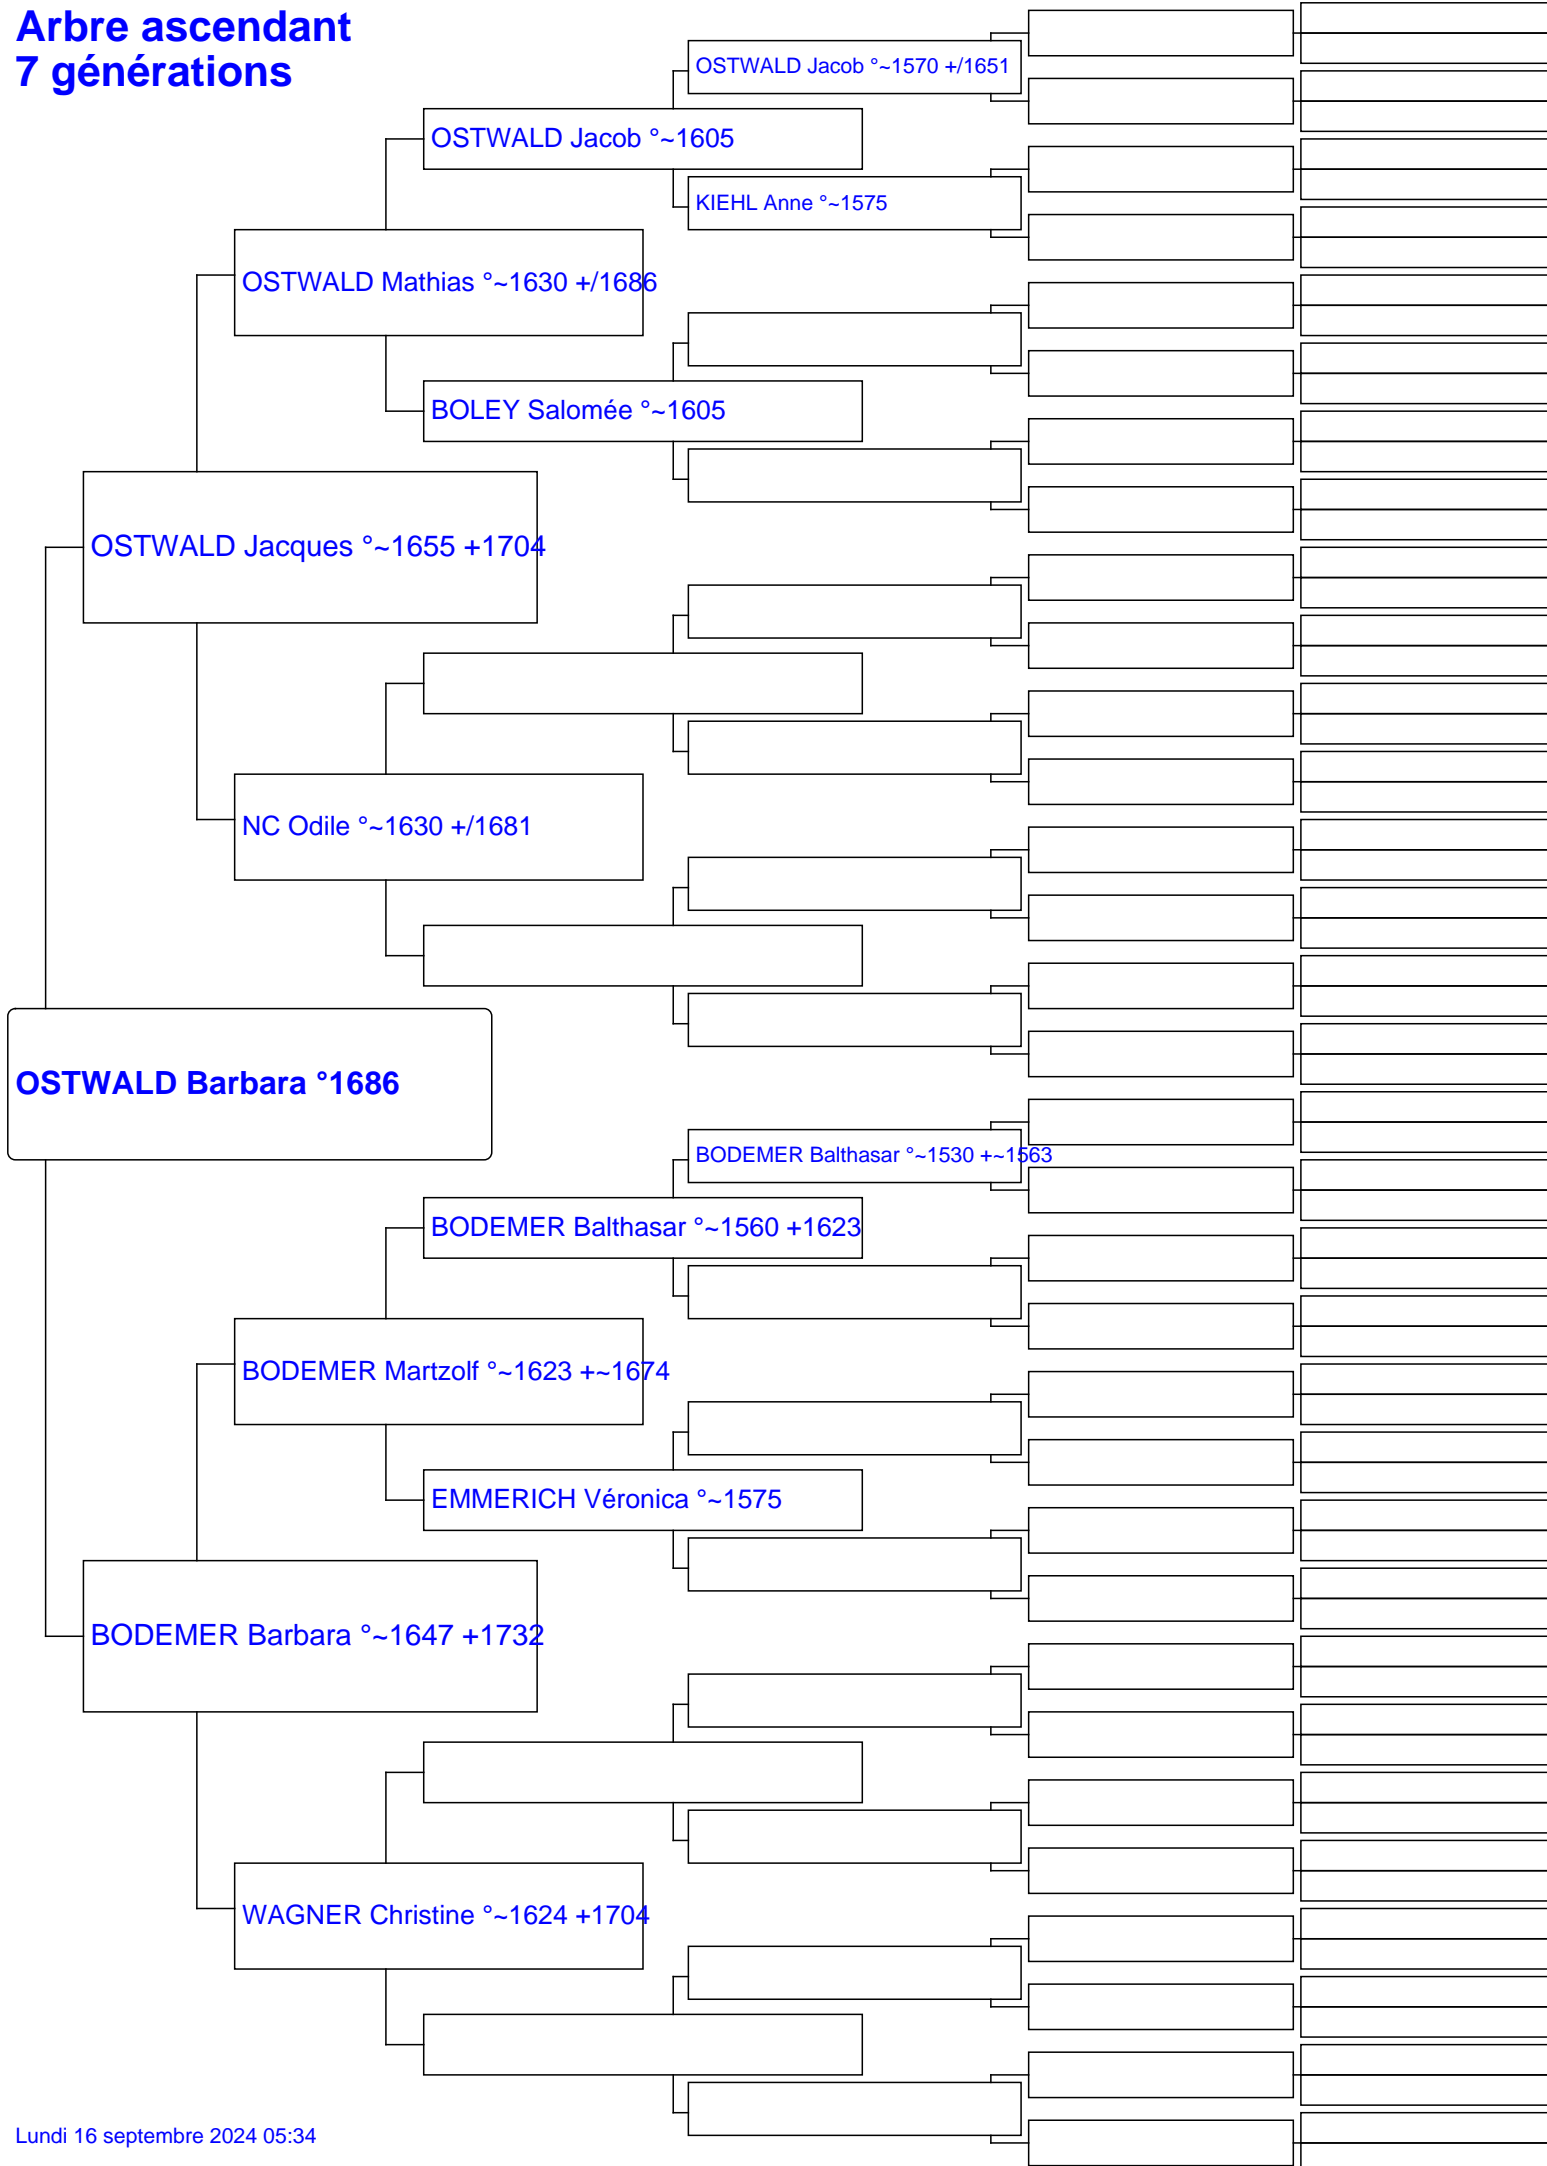 Arbre ascendant
7 générations
OSTWALD Jacob °~1570 +/1651
OSTWALD Jacob °~1605
KIEHL Anne °~1575
OSTWALD Mathias °~1630 +/1686
BOLEY Salomée °~1605
OSTWALD Jacques °~1655 +1704
NC Odile °~1630 +/1681
OSTWALD Barbara °1686
BODEMER Balthasar °~1530 +~1563
BODEMER Balthasar °~1560 +1623
BODEMER Martzolf °~1623 +~1674
EMMERICH Véronica °~1575
BODEMER Barbara °~1647 +1732
WAGNER Christine °~1624 +1704
Lundi 16 septembre 2024 05:34